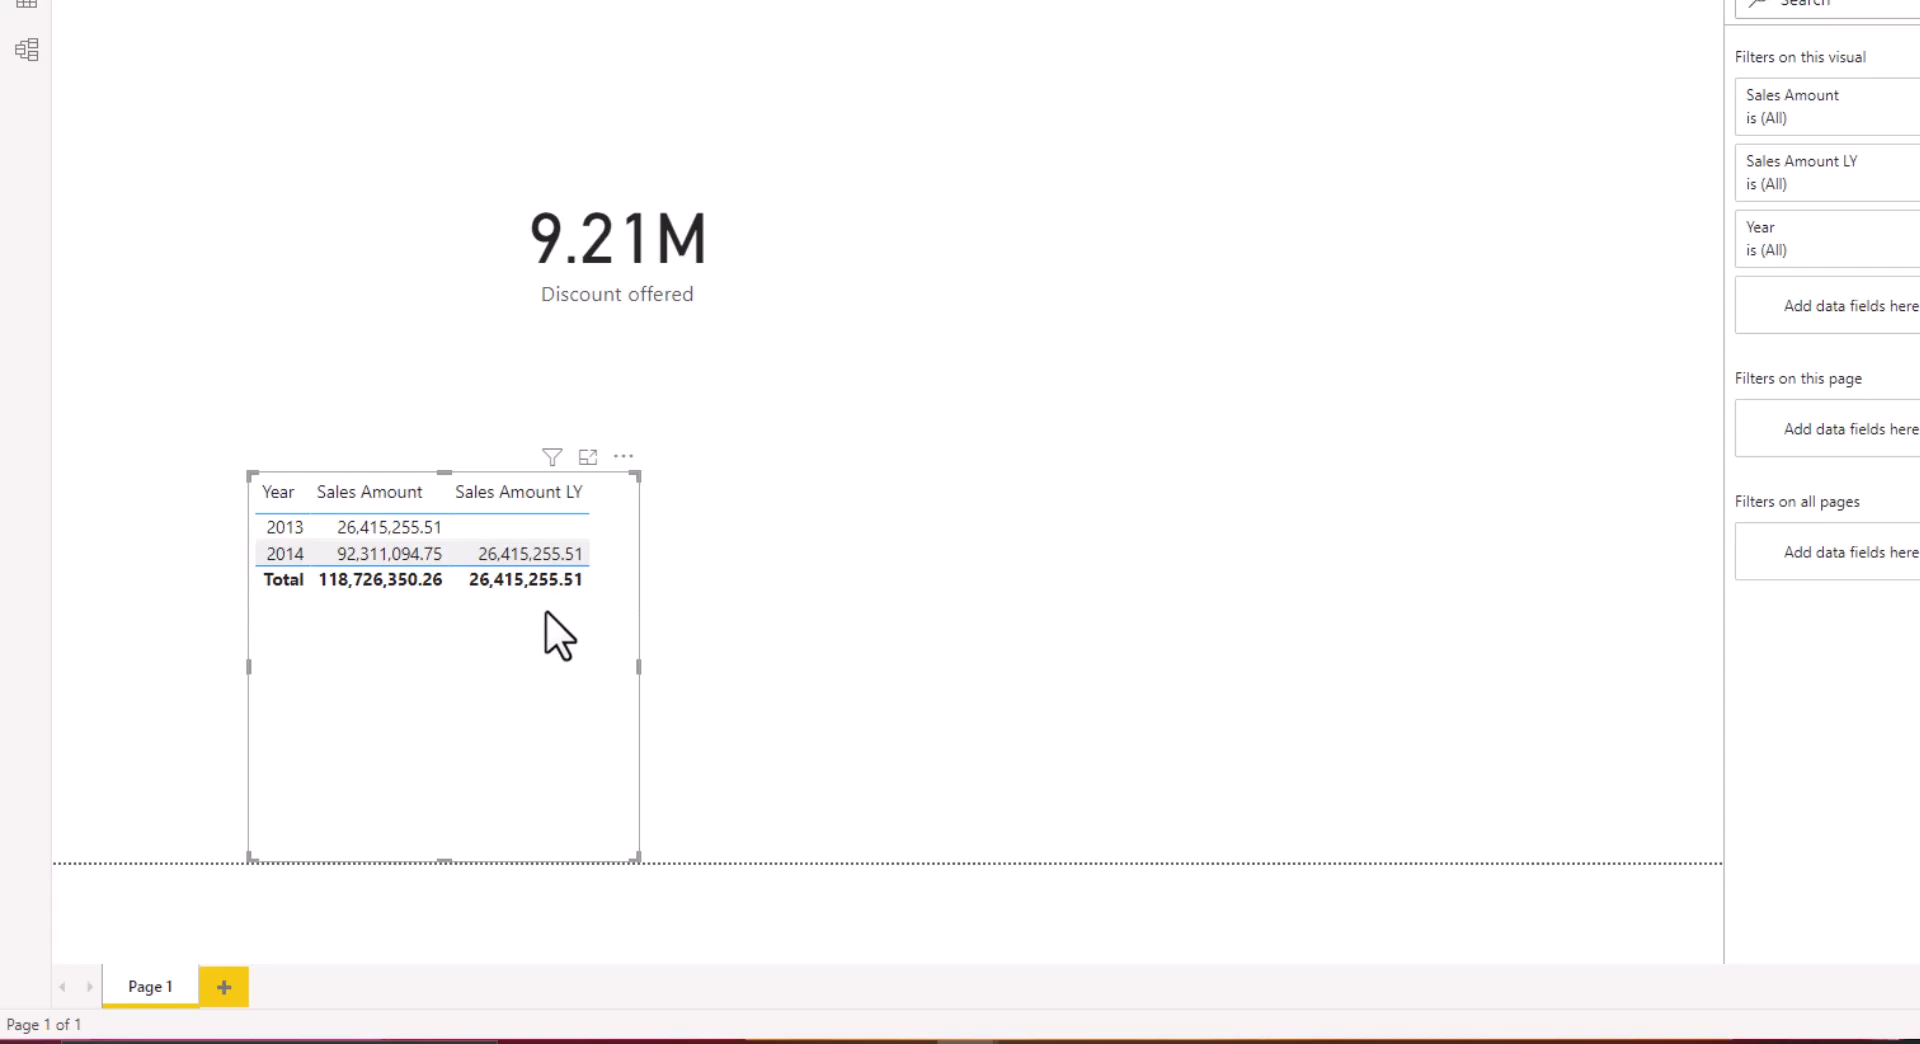 Search
Filters on this visual
Sales Amount
is (All)
Sales Amount LY
is (All)
Year
is (All)
Add data fields here
Filters on this page
Add data fields here
Filters on all pages
Add data fields here
9.21M
Discount offered
Year Sales Amount Sales Amount LY
2013 26,415,255.51
2014 92,311,094.75 26,415,255.51
Total 118,726,350.26 26,415,255.51
Page 1
Page 1 of 1